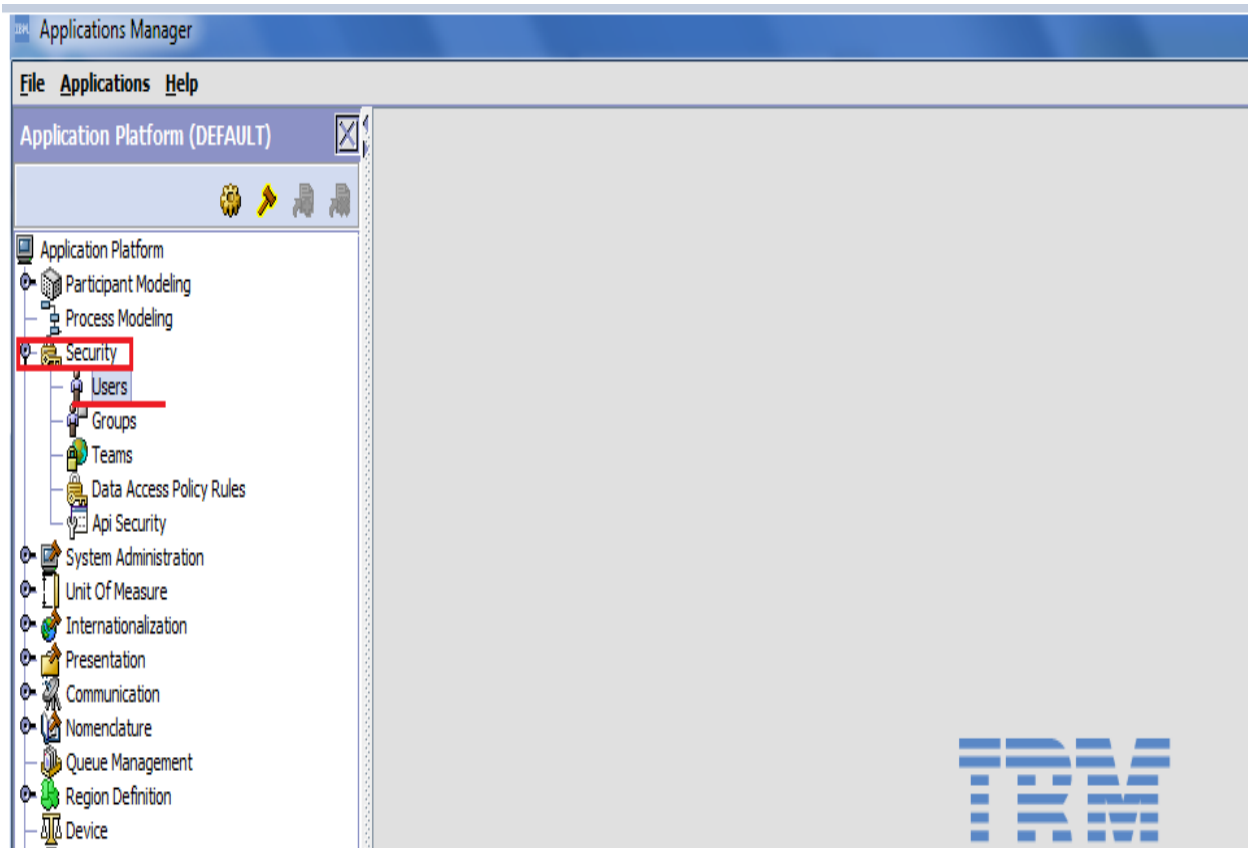 IBM Applications Manager
File Applications Help
Application Platform (DEFAULT)
Application Platform
Participant Modeling
Process Modeling
Security
Users
Groups
Teams
Data Access Policy Rules
Api Security
System Administration
Unit Of Measure
Internationalization
Presentation
Communication
Nomenclature
Queue Management
Region Definition
Device
IBM